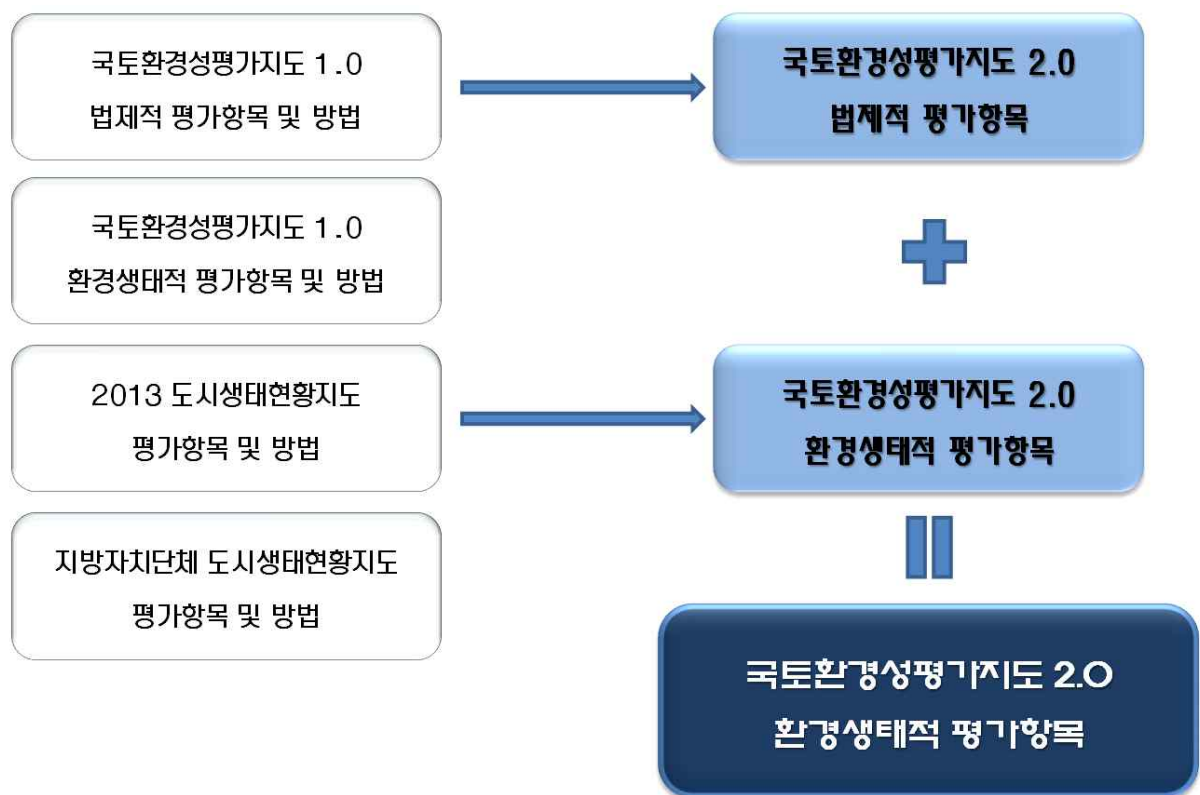 국토환경성평가지도 1.0
법제적 평가항목 및 방법
국토환경성평가지도 2.0
법제적 평가항목
국토환경성평가지도 1.0
환경생태적 평가항목 및 방법
2013 도시생태현황지도
평가항목 및 방법
국토환경성평가지도 2.0
환경생태적 평가항목
지방자치단체 도시생태현황지도
평가항목 및 방법
국토환경성평가지도 2.0
환경생태적 평가항목